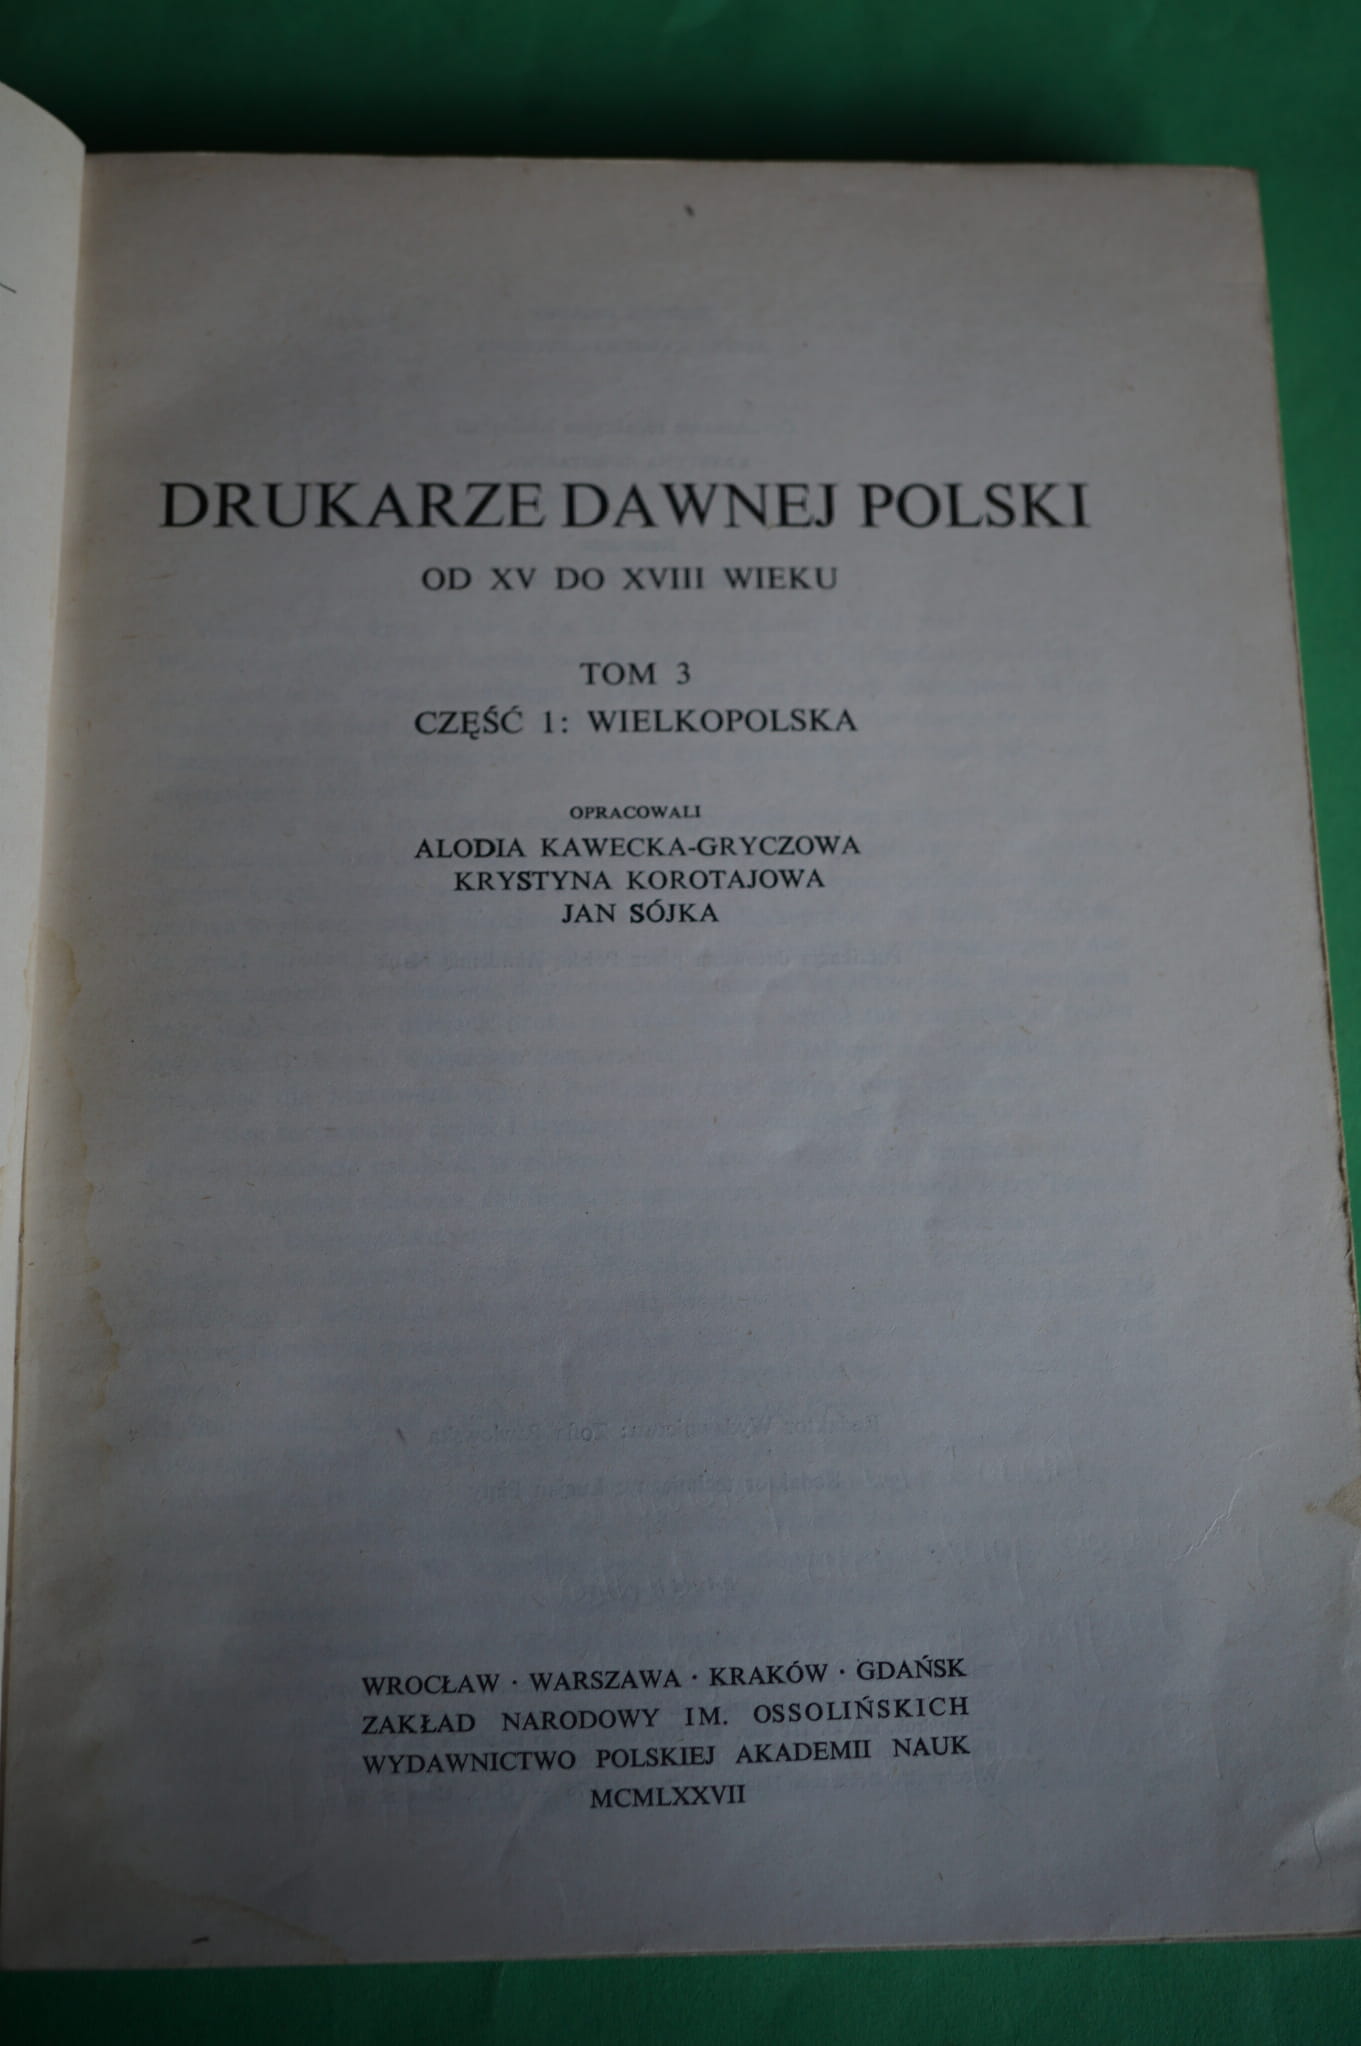 DRUKARZE DAWNEJ POLSKI
OD XV DO XVIII WIEKU
TOM 3
CZĘŚĆ 1: WIELKOPOLSKA
OPRACOWALI
ALODIA KAWECKA-GRYCZOWA
KRYSTYNA KOROTAJOWA
JAN SÓJKA
WROCŁAW · WARSZAWA · KRAKÓW · GDAŃSK
ZAKŁAD NARODOWY IM. OSSOLIŃSKICH
WYDAWNICTWO POLSKIEJ AKADEMII NAUK
MCMLXXVII